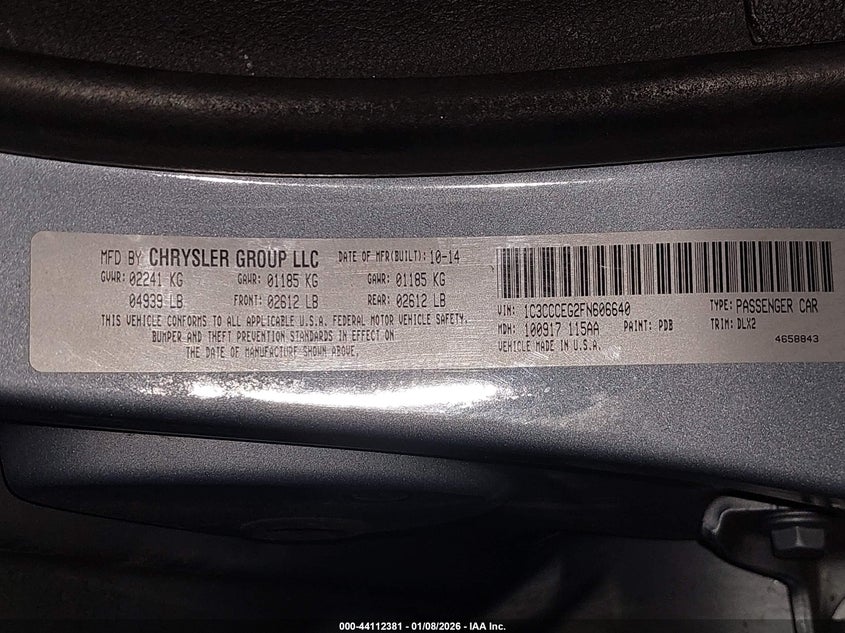 MFD BY CHRYSLER GROUP LLC DATE OF MFR(BUILT): 10-14
GVWR: 02241 KG GAWR: 01185 KG GAWR: 01185 KG
04939 LB FRONT: 02612 LB REAR: 02612 LB
THIS VEHICLE CONFORMS TO ALL APPLICABLE U.S.A. FEDERAL MOTOR VEHICLE SAFETY,
BUMPER AND THEFT PREVENTION STANDARDS IN EFFECT ON
THE DATE OF MANUFACTURE SHOWN ABOVE.
VIN: 1C3CCCEG2FN606640 TYPE: PASSENGER CAR
MDH: 100917 115AA PAINT: PDB TRIM: DLX2
VEHICLE MADE IN U.S.A. 4658843
000-44112381 - 01/08/2026 - IAA Inc.